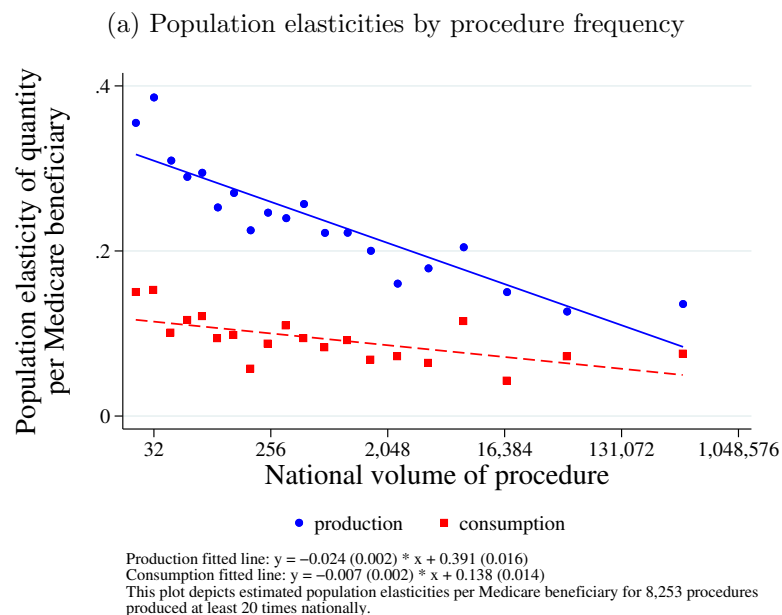 (a) Population elasticities by procedure frequency
Population elasticity of quantity
per Medicare beneficiary
.4
.2
0
32
256
2,048
16,384
131,072
1,048,576
National volume of procedure
production
consumption
Production fitted line: y = −0.024 (0.002) * x + 0.391 (0.016)
Consumption fitted line: y = −0.007 (0.002) * x + 0.138 (0.014)
This plot depicts estimated population elasticities per Medicare beneficiary for 8,253 procedures
produced at least 20 times nationally.